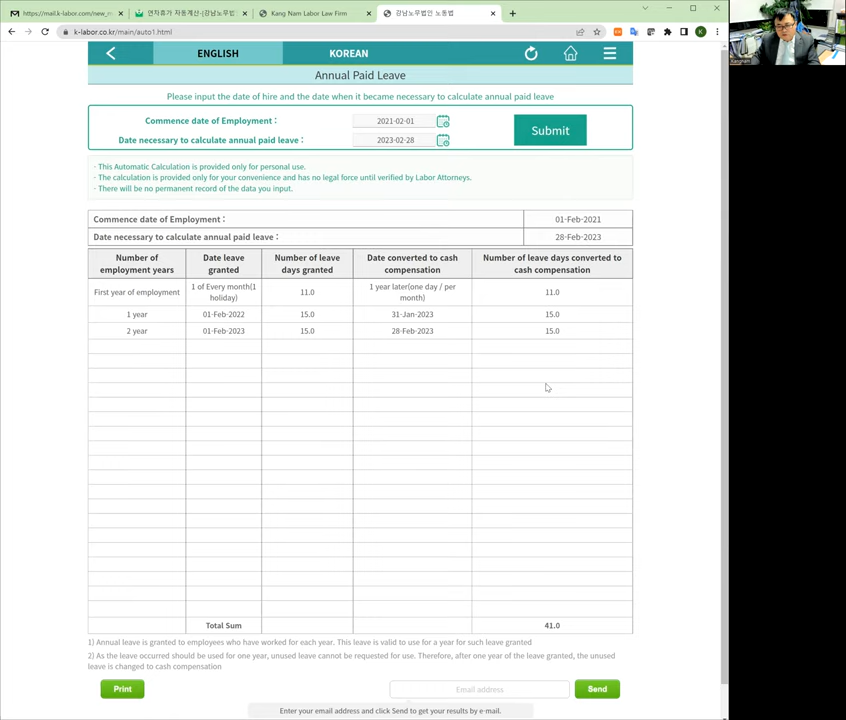 https://mail.k-labor.com/new_m
연차휴가 자동계산-(강남노무법
Kang Nam Labor Law Firm
강남노무법인 노동법
k-labor.co.kr/main/auto1.html
ENGLISH
KOREAN
Annual Paid Leave
Please input the date of hire and the date when it became necessary to calculate annual paid leave
Commence date of Employment :
2021-02-01
Date necessary to calculate annual paid leave :
2023-02-28
Submit
- This Automatic Calculation is provided only for personal use.
- The calculation is provided only for your convenience and has no legal force until verified by Labor Attorneys.
- There will be no permanent record of the data you input.
Commence date of Employment :
01-Feb-2021
Date necessary to calculate annual paid leave :
28-Feb-2023
Number of employment years
Date leave granted
Number of leave days granted
Date converted to cash compensation
Number of leave days converted to cash compensation
First year of employment
1 of Every month(1 holiday)
11.0
1 year later(one day / per month)
11.0
1 year
01-Feb-2022
15.0
31-Jan-2023
15.0
2 year
01-Feb-2023
15.0
28-Feb-2023
15.0
Total Sum
41.0
1) Annual leave is granted to employees who have worked for each year. This leave is valid to use for a year for such leave granted
2) As the leave occurred should be used for one year, unused leave cannot be requested for use. Therefore, after one year of the leave granted, the unused
leave is changed to cash compensation
Print
Email address
Send
Enter your email address and click Send to get your results by e-mail.